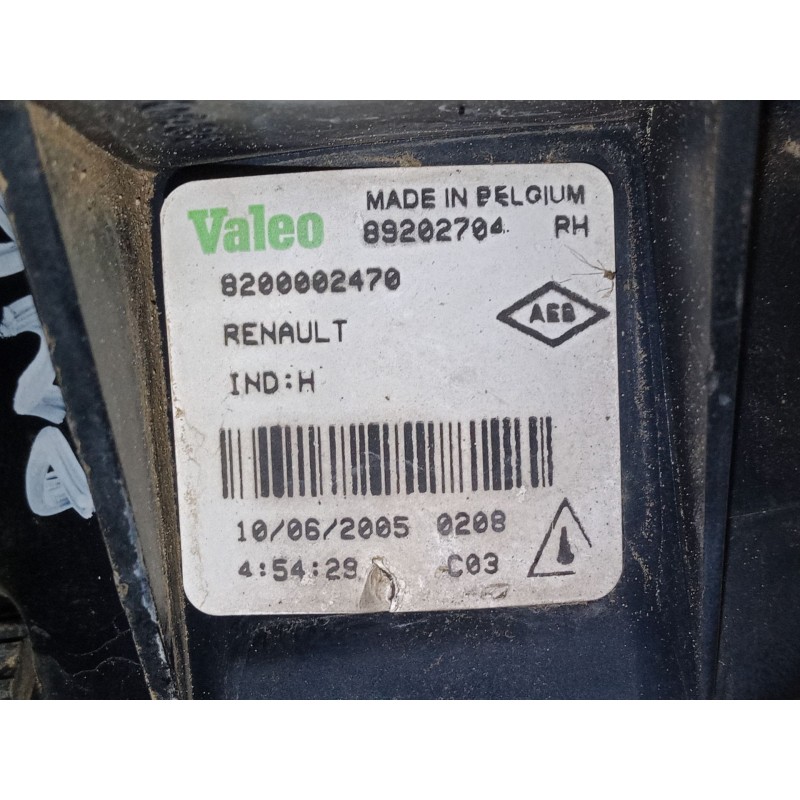 Valeo MADE IN BELGIUM
89202704 RH
8200002470
AEB
RENAULT
IND:H
10/06/2005 0208
4:54:29 C03